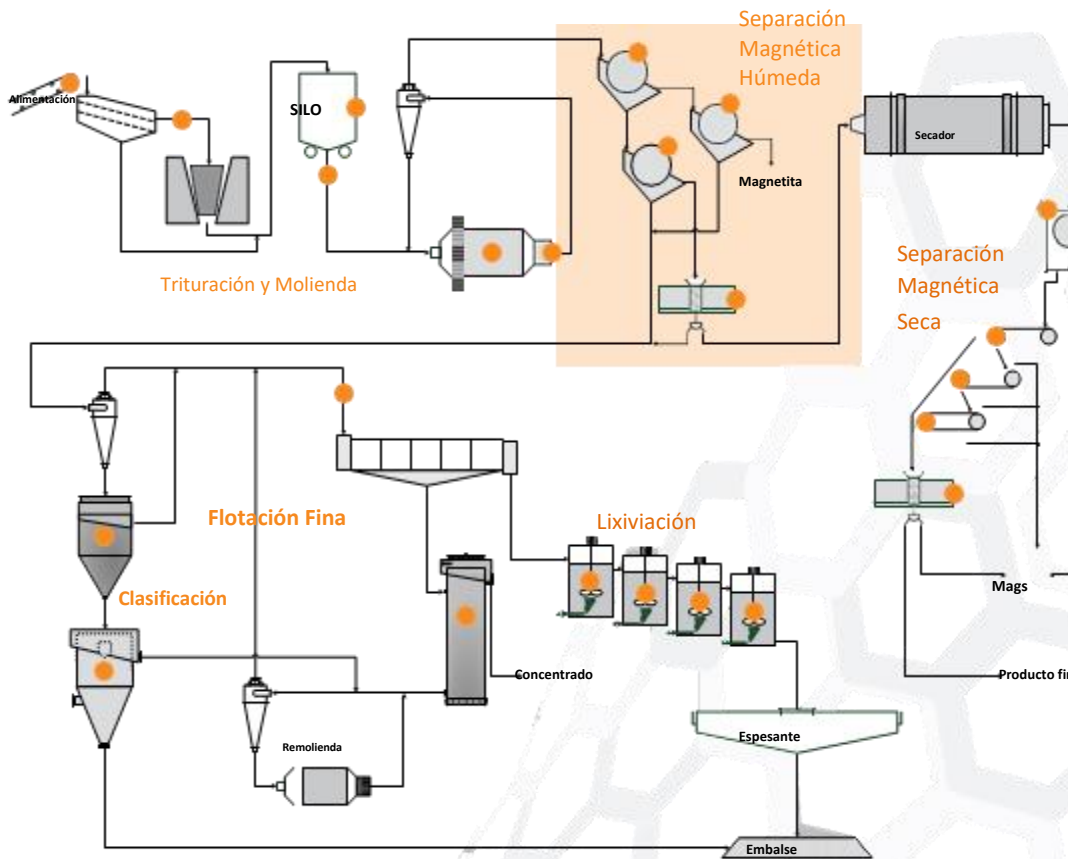 Separación
Magnética
Húmeda
Alimentación
SILO
Secador
Magnetita
Trituración y Molienda
Separación
Magnética
Seca
Flotación Fina
Lixiviación
Clasificación
Mags
Concentrado
Producto fin
Espesante
Remolienda
Embalse